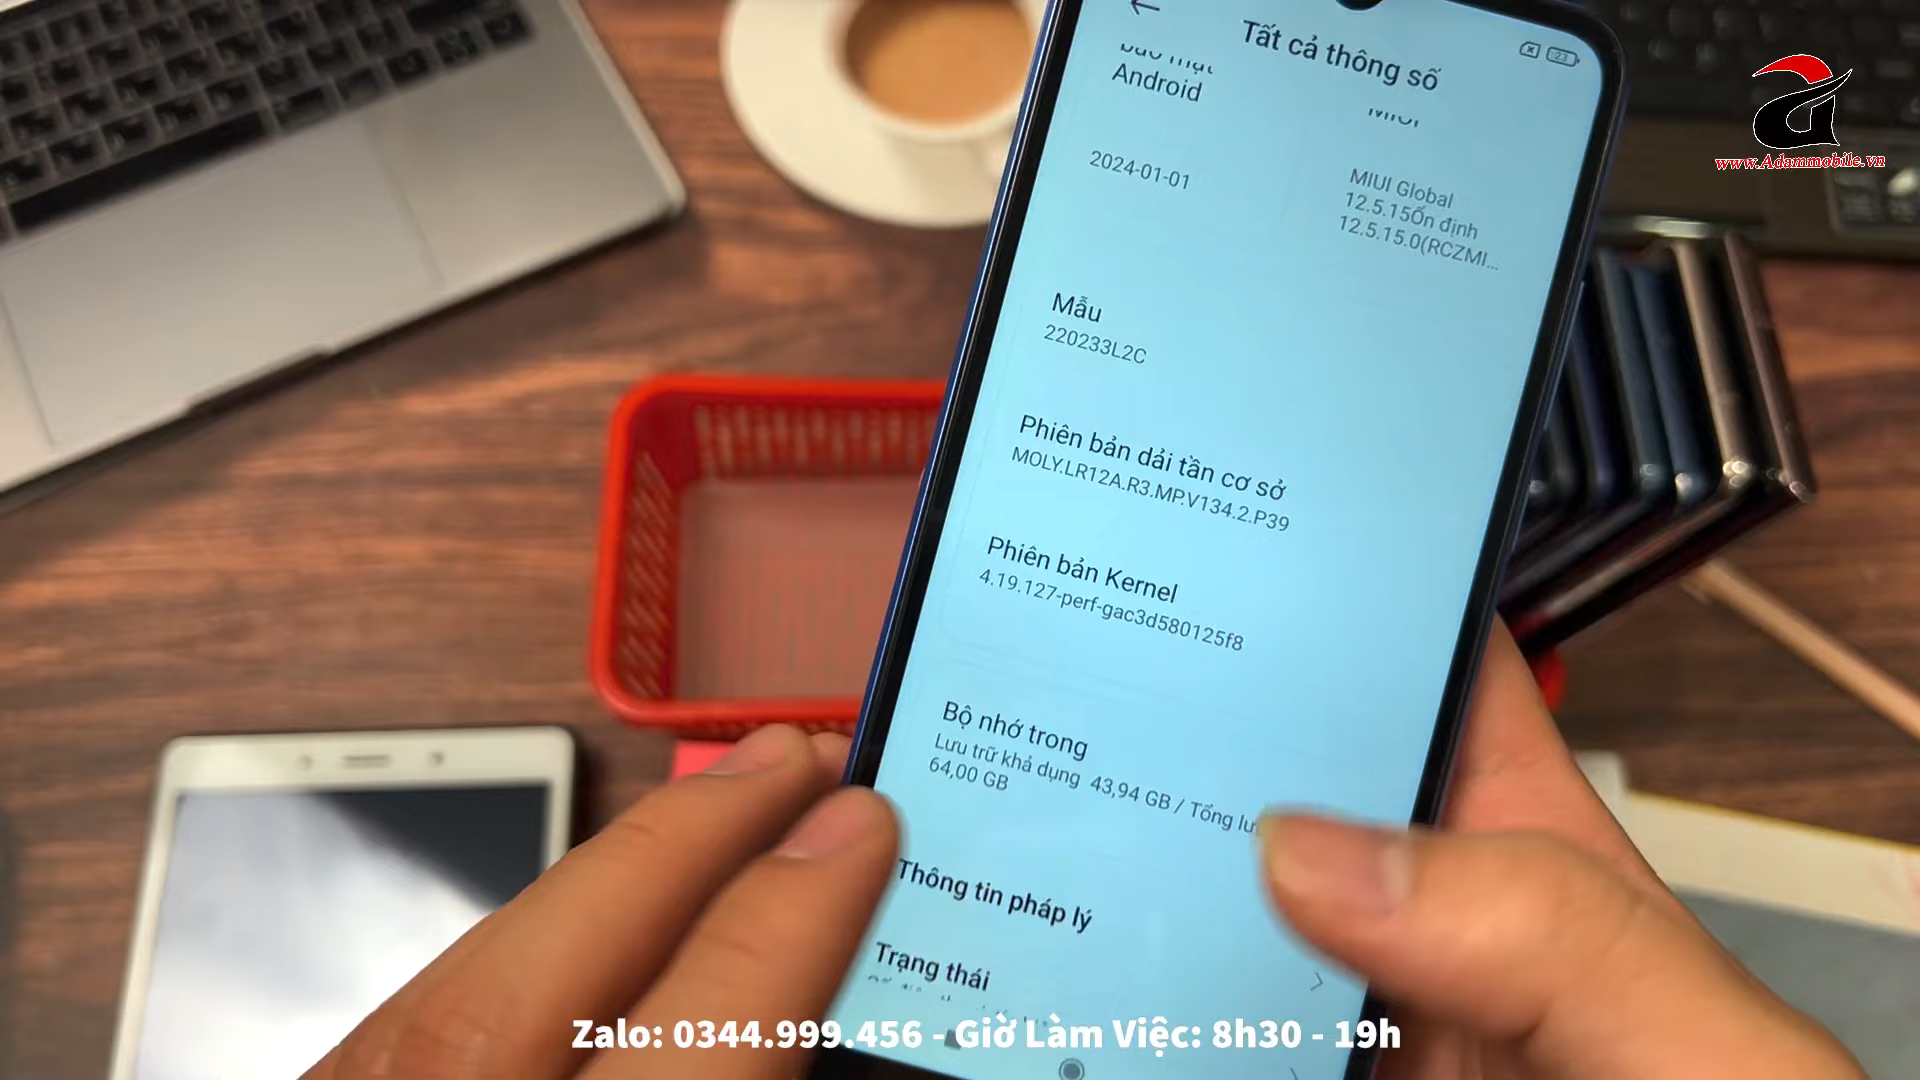 Tất cả thông số
23
Android
MIUI
2024-01-01
MIUI Global
12.5.15Ổn định
12.5.15.0(RCZMI...
Mẫu
220233L2C
Phiên bản dải tần cơ sở
MOLY.LR12A.R3.MP.V134.2.P39
Phiên bản Kernel
4.19.127-perf-gac3d580125f8
Bộ nhớ trong
Lưu trữ khả dụng 43,94 GB / Tổng
64,00 GB
Thông tin pháp lý
Trạng thái
www.Adammobile.vn
Zalo: 0344.999.456 - Giờ Làm Việc: 8h30 - 19h